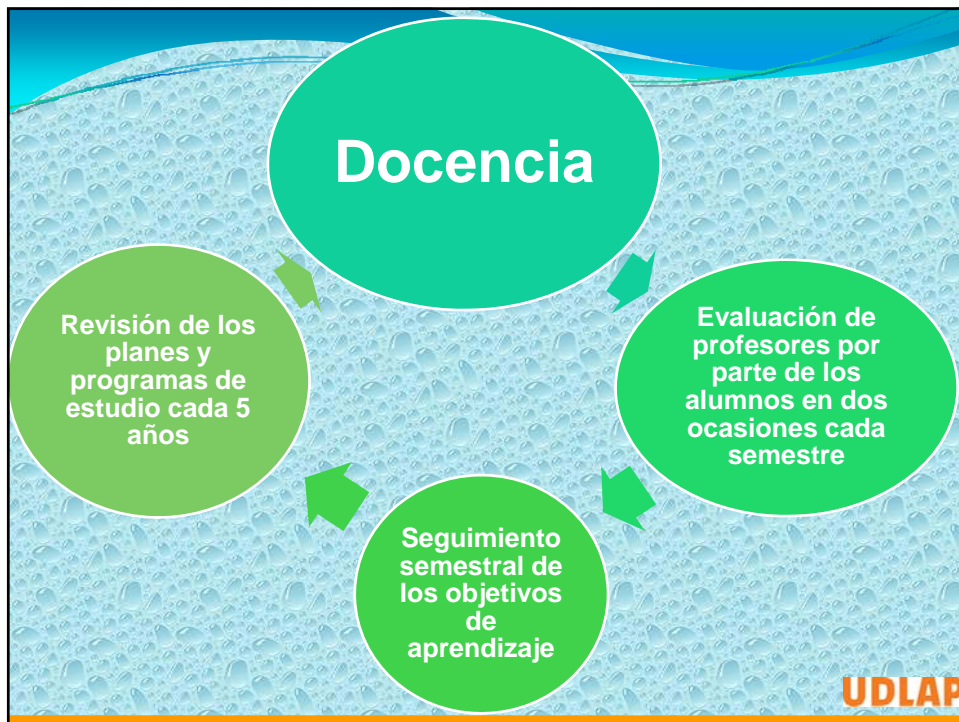 Docencia
Evaluación de
profesores por
parte de los
alumnos en dos
ocasiones cada
semestre
Seguimiento
semestral de
los objetivos
de
aprendizaje
Revisión de los
planes y
programas de
estudio cada 5
años
UDLAP